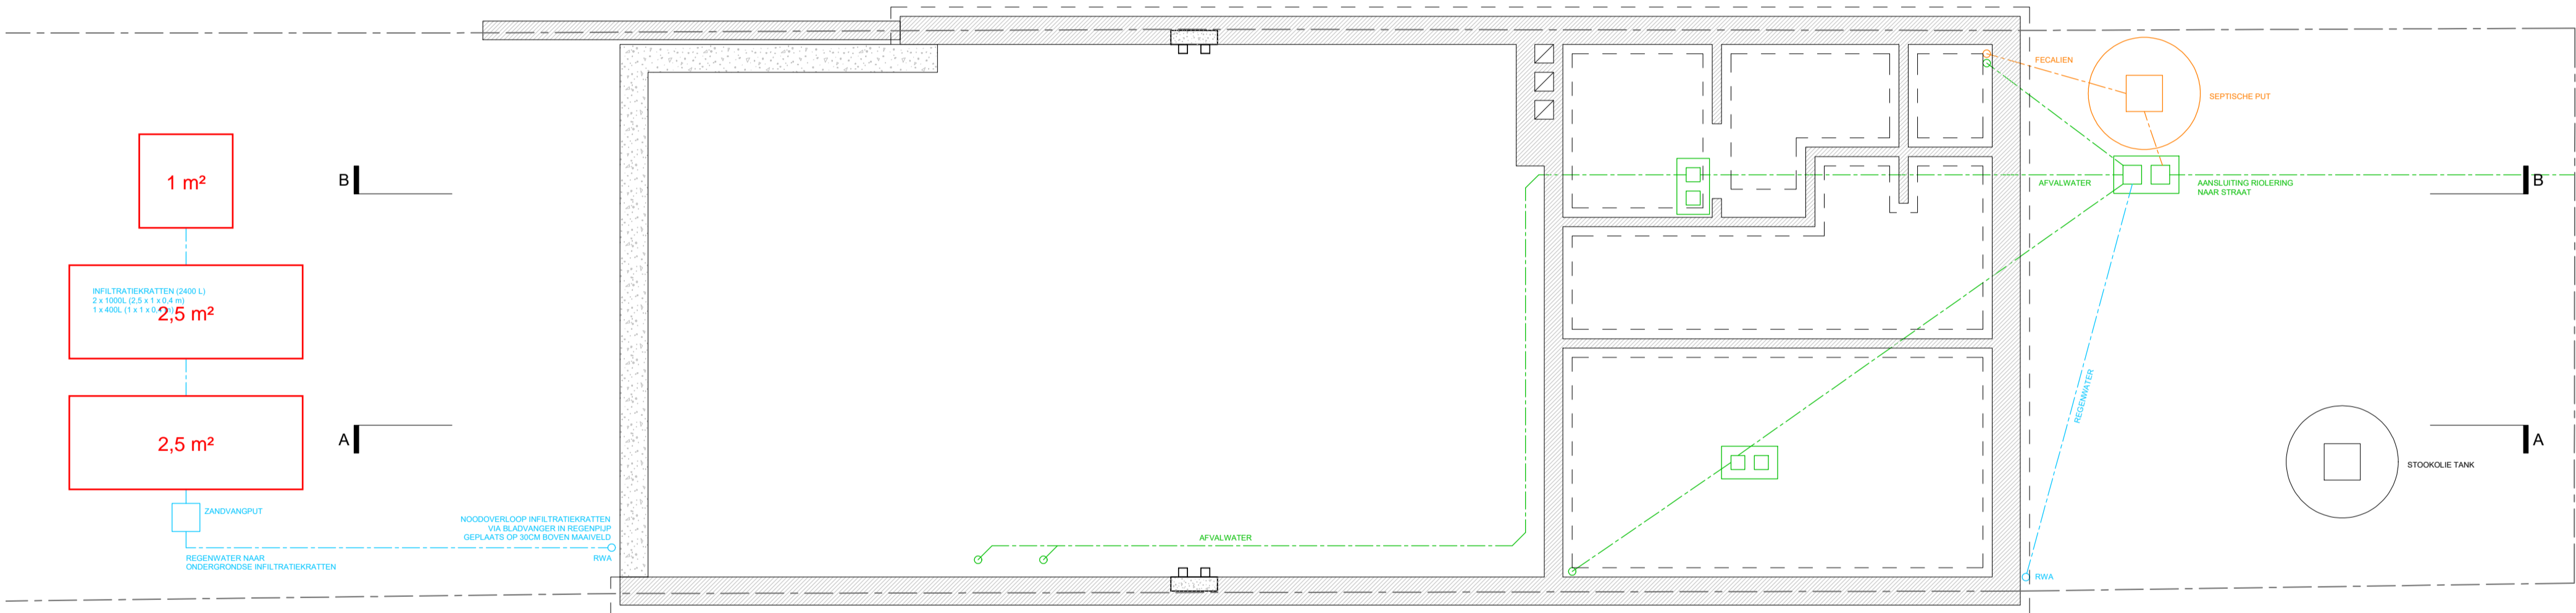 FECALIEN
SEPTISCHE PUT
1 m²
B
AFVALWATER
AANSLUITING RIOLERING
NAAR STRAAT
B
INFILTRATIEKRATTEN (2400 L)
2 x 1000L (2,5 x 1 x 0,4 m)
1 x 400L (1 x 1 x 0,4 m)
2,5 m²
REGENWATER
2,5 m²
A
A
STOOKOLIE TANK
ZANDVANGPUT
NOODOVERLOOP INFILTRATIEKRATTEN
VIA BLADVANGER IN REGENPIJP
GEPLAATS OP 30CM BOVEN MAAIVELD
AFVALWATER
REGENWATER NAAR
ONDERGRONDSE INFILTRATIEKRATTEN
RWA
RWA